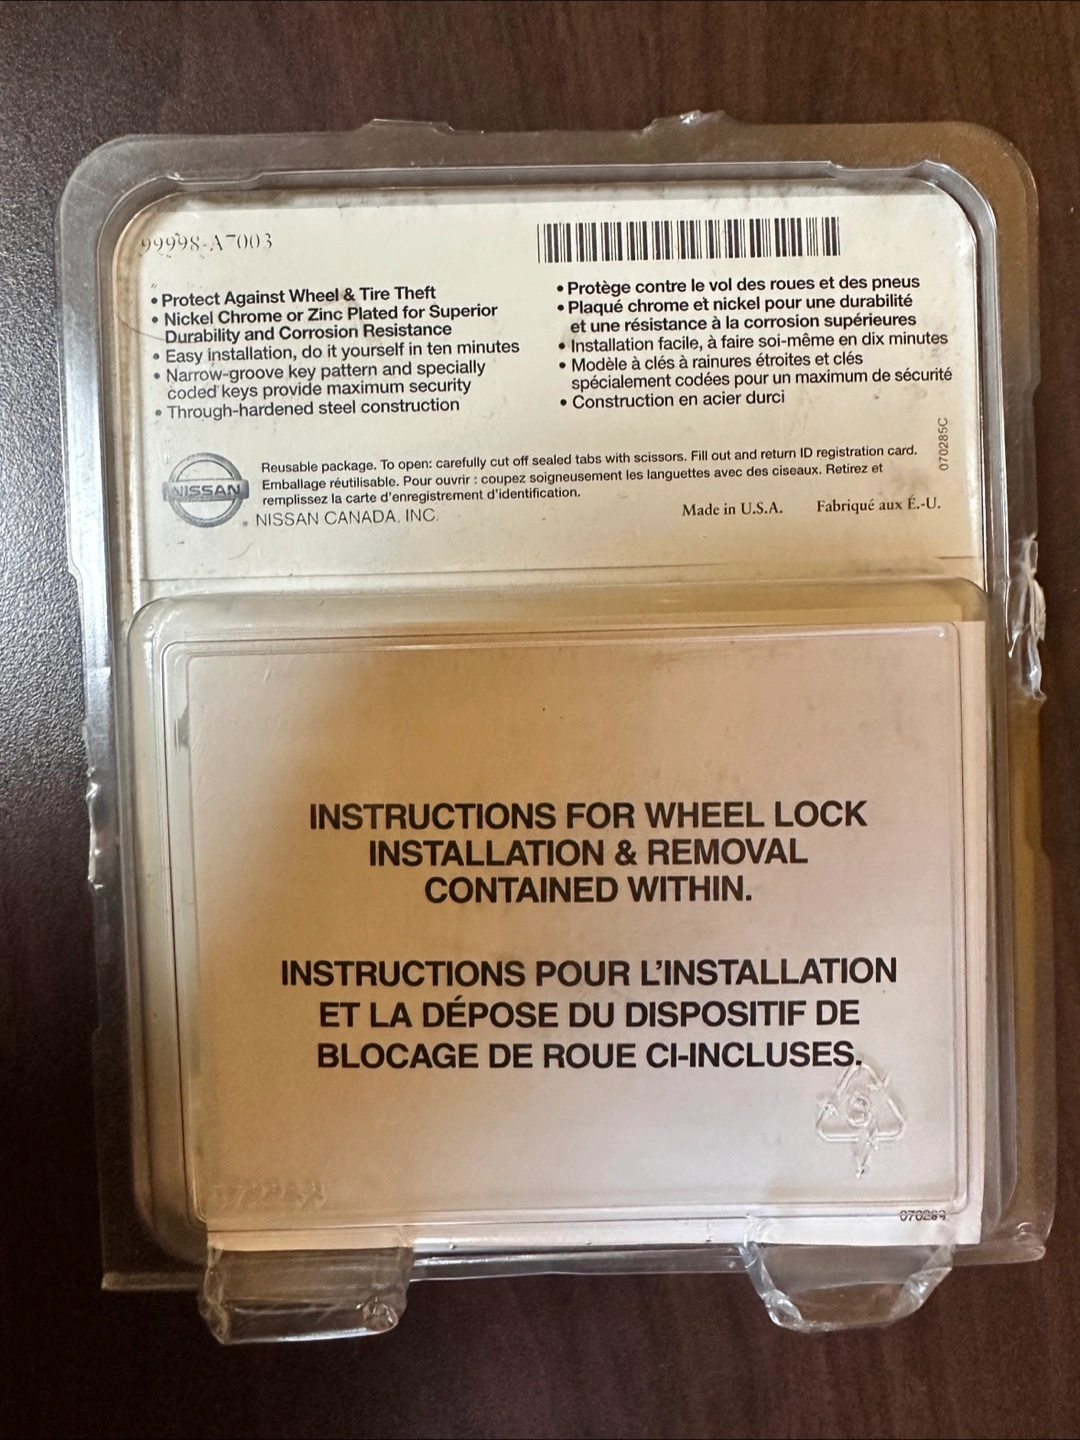 99998-A7003
• Protect Against Wheel & Tire Theft
• Nickel Chrome or Zinc Plated for Superior
Durability and Corrosion Resistance
• Easy installation, do it yourself in ten minutes
• Narrow-groove key pattern and specially
coded keys provide maximum security
• Through-hardened steel construction
• Protège contre le vol des roues et des pneus
• Plaqué chrome et nickel pour une durabilité
et une résistance à la corrosion supérieures
• Installation facile, à faire soi-même en dix minutes
• Modèle à clés à rainures étroites et clés
spécialement codées pour un maximum de sécurité
• Construction en acier durci
070285C
NISSAN
Reusable package. To open: carefully cut off sealed tabs with scissors. Fill out and return ID registration card.
Emballage réutilisable. Pour ouvrir : coupez soigneusement les languettes avec des ciseaux. Retirez et
remplissez la carte d'enregistrement d'identification.
NISSAN CANADA, INC.
Made in U.S.A.
Fabriqué aux É.-U.
INSTRUCTIONS FOR WHEEL LOCK
INSTALLATION & REMOVAL
CONTAINED WITHIN.
INSTRUCTIONS POUR L'INSTALLATION
ET LA DÉPOSE DU DISPOSITIF DE
BLOCAGE DE ROUE CI-INCLUSES.